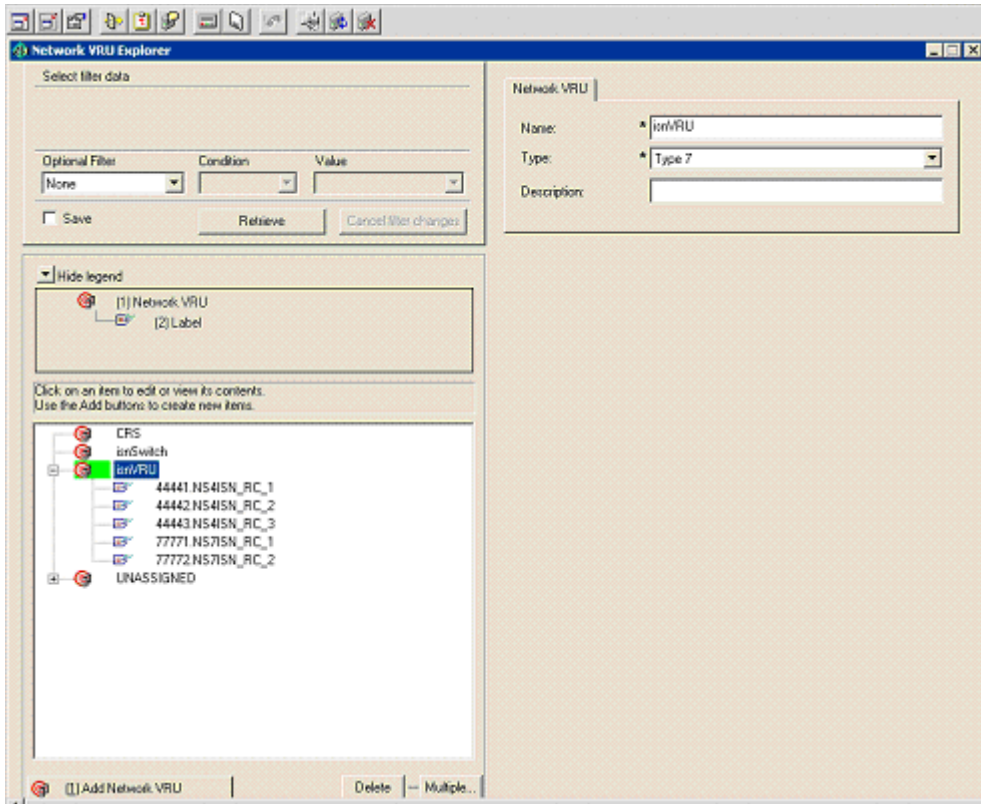 Network VRU Explorer
Select filter data
Optional Filter Condition Value
None
Save Retrieve Cancel filter changes
Hide legend
(1) Network VRU
(2) Label
Click on an item to edit or view its contents.
Use the Add buttons to create new items.
CRS
isnSwitch
isnVRU
44441.NS4ISN_RC_1
44442.NS4ISN_RC_2
44443.NS4ISN_RC_3
77771.NS7ISN_RC_1
77772.NS7ISN_RC_2
UNASSIGNED
(1) Add Network VRU Delete Multiple...
Network VRU
Name: * isnVRU
Type: * Type 7
Description: